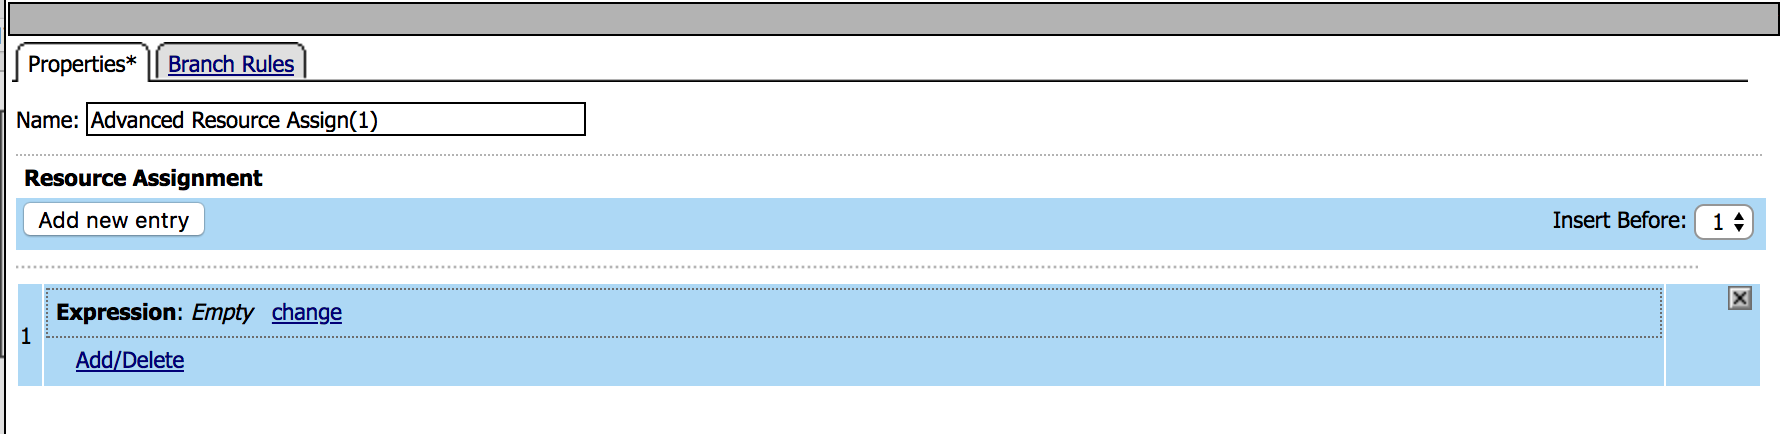 Properties* Branch Rules
Name: Advanced Resource Assign(1)
Resource Assignment
Add new entry Insert Before: 1
1
Expression: Empty change
Add/Delete